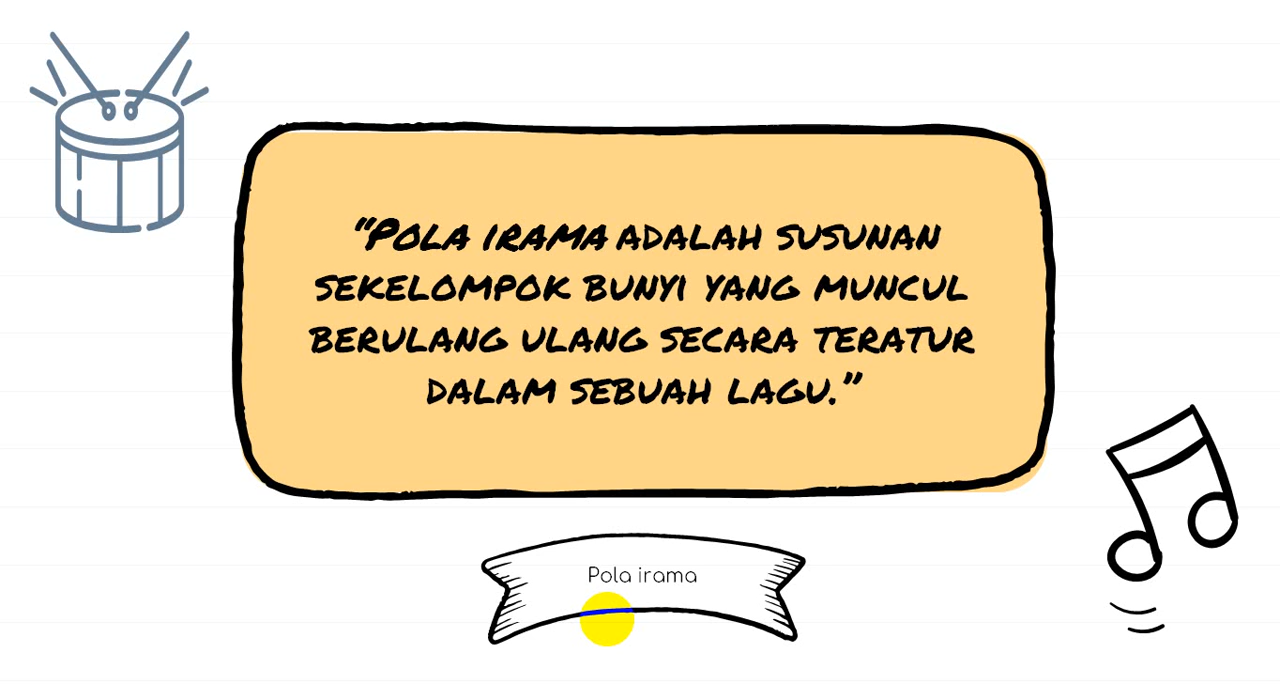 “Pola irama adalah susunan
sekelompok bunyi yang muncul
berulang ulang secara teratur
dalam sebuah lagu.”
Pola irama